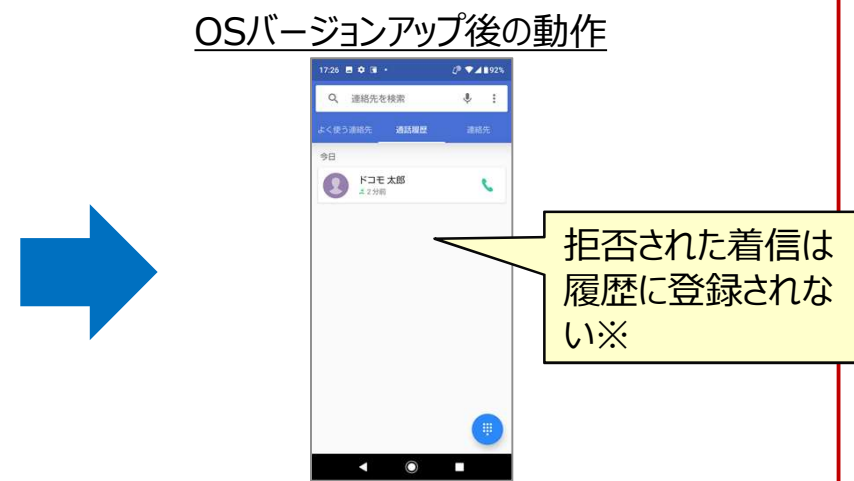 OSバージョンアップ後の動作
17:26 92%
連絡先を検索
よく使う連絡先 通話履歴 連絡先
今日
ドコモ 太郎
2 分前
拒否された着信は
履歴に登録されな
い※